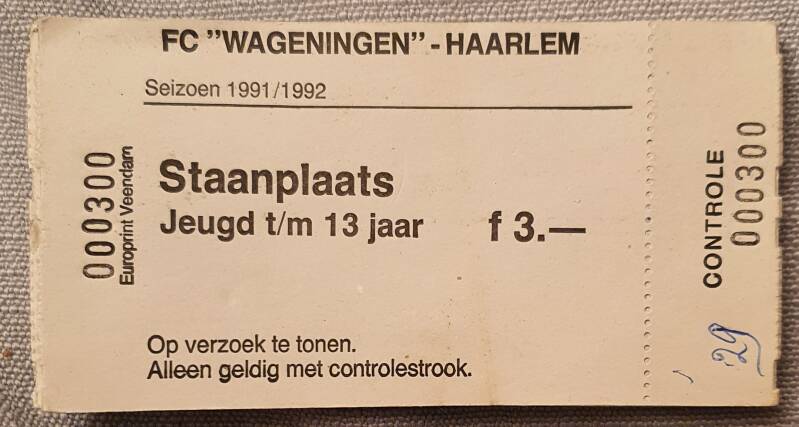 FC "WAGENINGEN" - HAARLEM
Seizoen 1991/1992
Staanplaats
Jeugd t/m 13 jaar f 3.—
Op verzoek te tonen.
Alleen geldig met controlestrook.
000300
Europrint Veendam
CONTROLE
000300
29